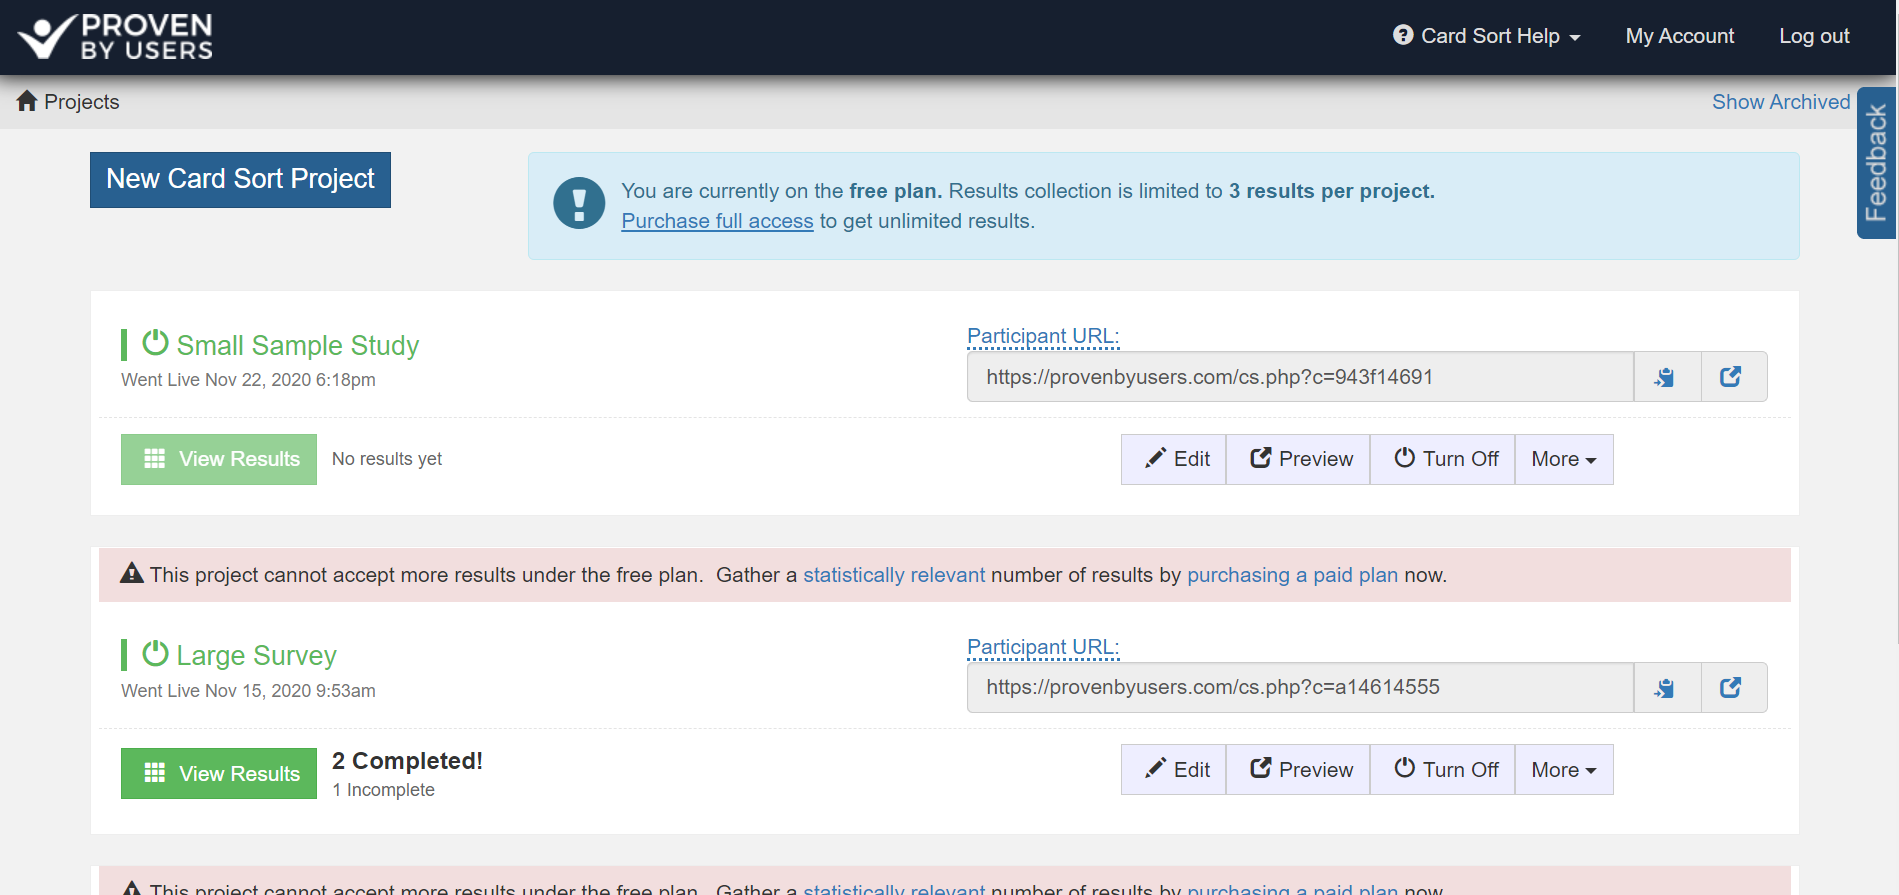 PROVEN
BY USERS
Card Sort Help
My Account
Log out
Projects
Show Archived
Feedback
New Card Sort Project
You are currently on the free plan. Results collection is limited to 3 results per project.
Purchase full access to get unlimited results.
Small Sample Study
Went Live Nov 22, 2020 6:18pm
Participant URL:
https://provenbyusers.com/cs.php?c=943f14691
View Results
No results yet
Edit
Preview
Turn Off
More
This project cannot accept more results under the free plan. Gather a statistically relevant number of results by purchasing a paid plan now.
Large Survey
Went Live Nov 15, 2020 9:53am
Participant URL:
https://provenbyusers.com/cs.php?c=a14614555
View Results
2 Completed!
1 Incomplete
Edit
Preview
Turn Off
More
This project cannot accept more results under the free plan. Gather a statistically relevant number of results by purchasing a paid plan now.